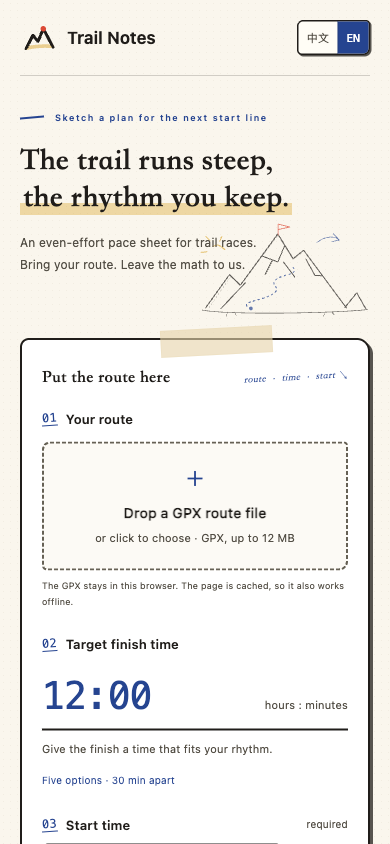 Trail Notes
中文 EN
Sketch a plan for the next start line
The trail runs steep,
the rhythm you keep.
An even-effort pace sheet for trail races.
Bring your route. Leave the math to us.
Put the route here
route · time · start ↘
01 Your route
+
Drop a GPX route file
or click to choose · GPX, up to 12 MB
The GPX stays in this browser. The page is cached, so it also works
offline.
02 Target finish time
12:00 hours : minutes
Give the finish a time that fits your rhythm.
Five options · 30 min apart
03 Start time required